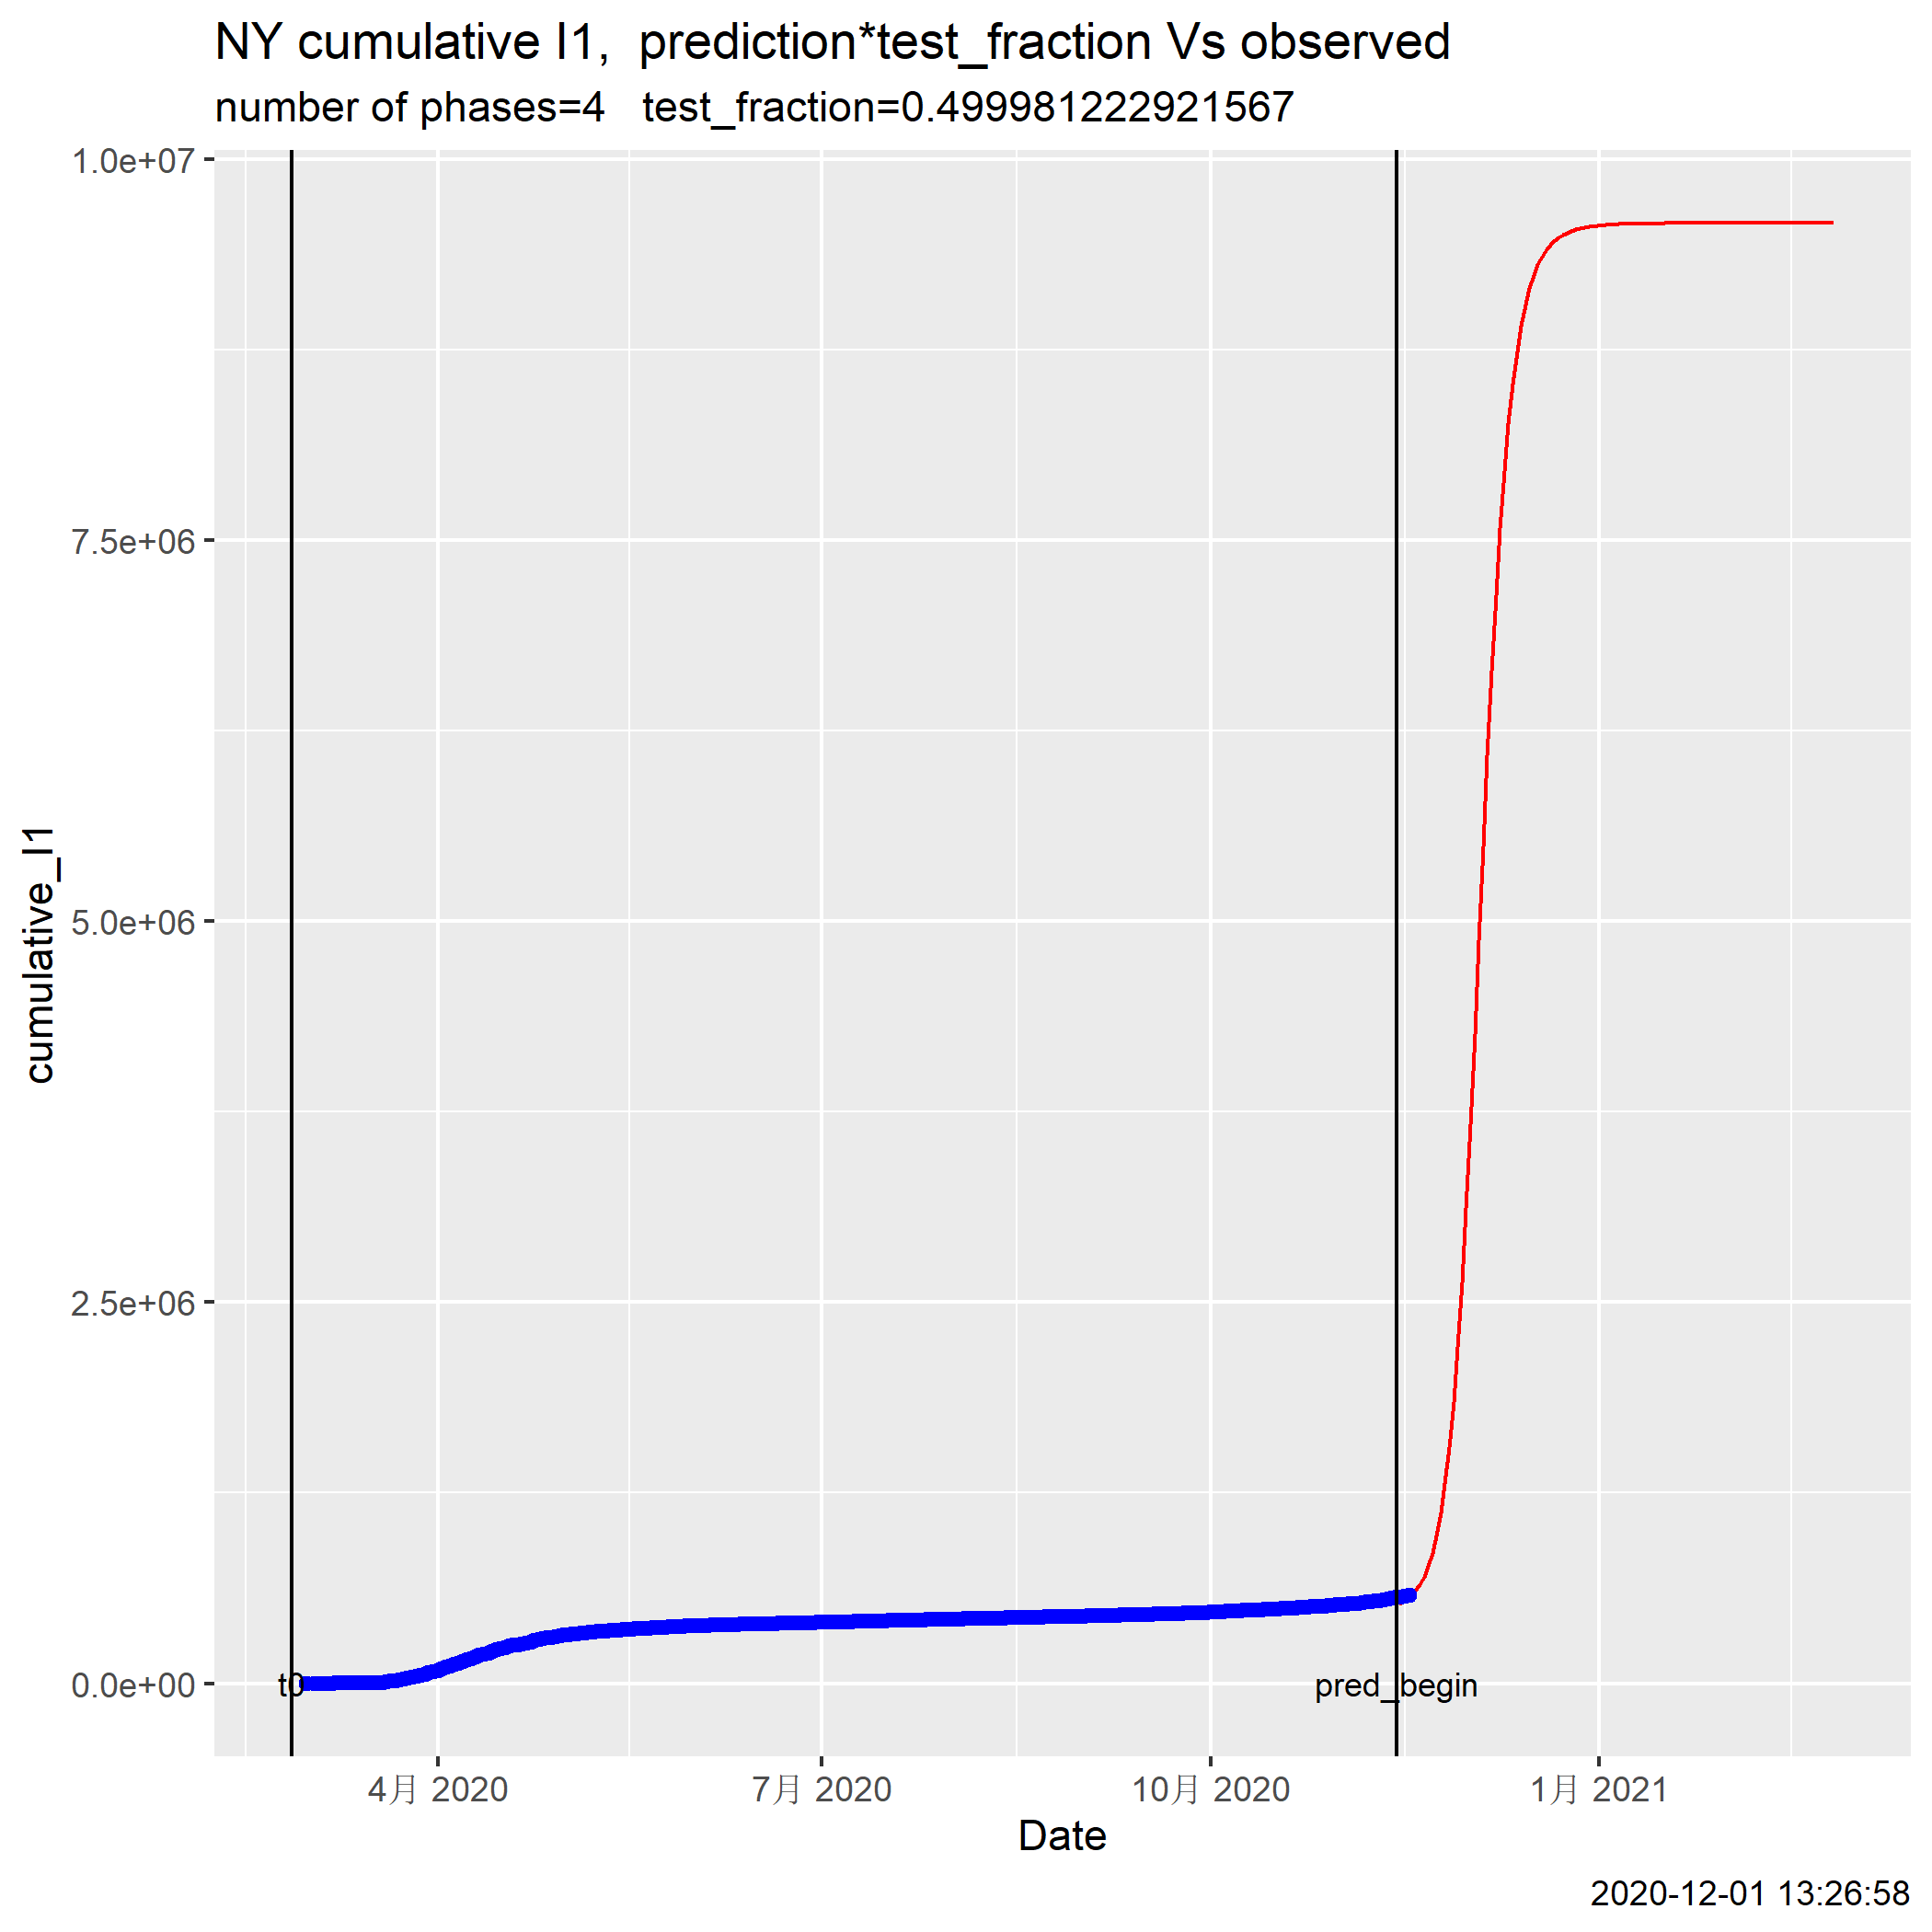 NY cumulative I1,  prediction*test_fraction Vs observed
number of phases=4   test_fraction=0.499981222921567
1.0e+07
7.5e+06
5.0e+06
2.5e+06
0.0e+00
cumulative_I1
t0
pred_begin
4月 2020
7月 2020
10月 2020
1月 2021
Date
2020-12-01 13:26:58